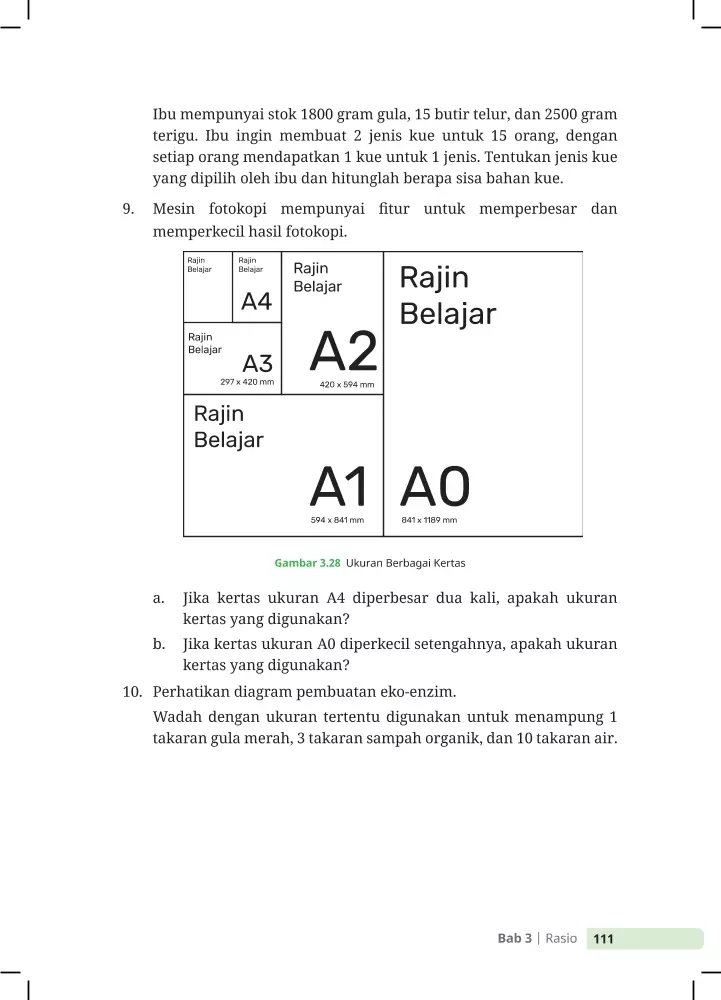 Ibu mempunyai stok 1800 gram gula, 15 butir telur, dan 2500 gram
terigu. Ibu ingin membuat 2 jenis kue untuk 15 orang, dengan
setiap orang mendapatkan 1 kue untuk 1 jenis. Tentukan jenis kue
yang dipilih oleh ibu dan hitunglah berapa sisa bahan kue.
9. Mesin fotokopi mempunyai fitur untuk memperbesar dan
memperkecil hasil fotokopi.
Rajin
Belajar
Rajin
Belajar
A4
Rajin
Belajar
A3
297 x 420 mm
Rajin
Belajar
A2
420 x 594 mm
Rajin
Belajar
A1
594 x 841 mm
Rajin
Belajar
A0
841 x 1189 mm
Gambar 3.28 Ukuran Berbagai Kertas
a. Jika kertas ukuran A4 diperbesar dua kali, apakah ukuran
kertas yang digunakan?
b. Jika kertas ukuran A0 diperkecil setengahnya, apakah ukuran
kertas yang digunakan?
10. Perhatikan diagram pembuatan eko-enzim.
Wadah dengan ukuran tertentu digunakan untuk menampung 1
takaran gula merah, 3 takaran sampah organik, dan 10 takaran air.
Bab 3 | Rasio 111